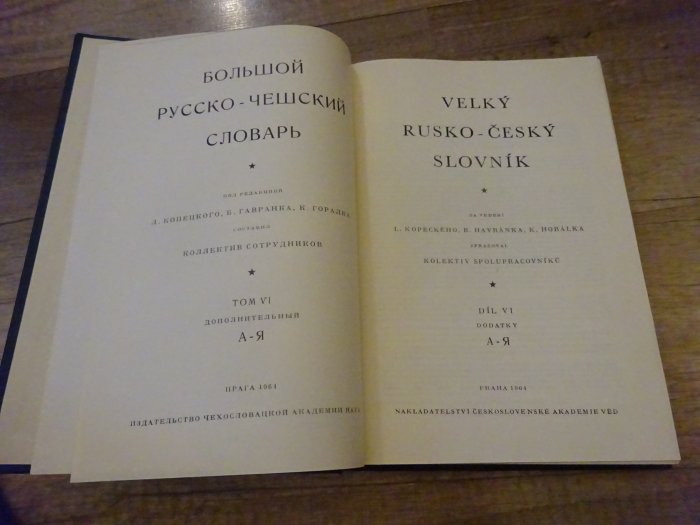 БОЛЬШОЙ
РУССКО-ЧЕШСКИЙ
СЛОВАРЬ
★
ПОД РЕДАКЦИЕЙ
Л. КОПЕЦКОГО, Б. ГАВРАНКА, К. ГОРАЛКА
СОСТАВИЛ
КОЛЛЕКТИВ СОТРУДНИКОВ
★
ТОМ VI
ДОПОЛНИТЕЛЬНЫЙ
А-Я
ПРАГА 1964
ИЗДАТЕЛЬСТВО ЧЕХОСЛОВАЦКОЙ АКАДЕМИИ НАУК
VELKÝ
RUSKO-ČESKÝ
SLOVNÍK
★
ZA VEDENÍ
L. KOPECKÉHO, B. HAVRÁNKA, K. HORÁLKA
ZPRACOVAL
KOLEKTIV SPOLUPRACOVNÍKŮ
★
DÍL VI
DODATKY
А-Я
PRAHA 1964
NAKLADATELSTVÍ ČESKOSLOVENSKÉ AKADEMIE VĚD